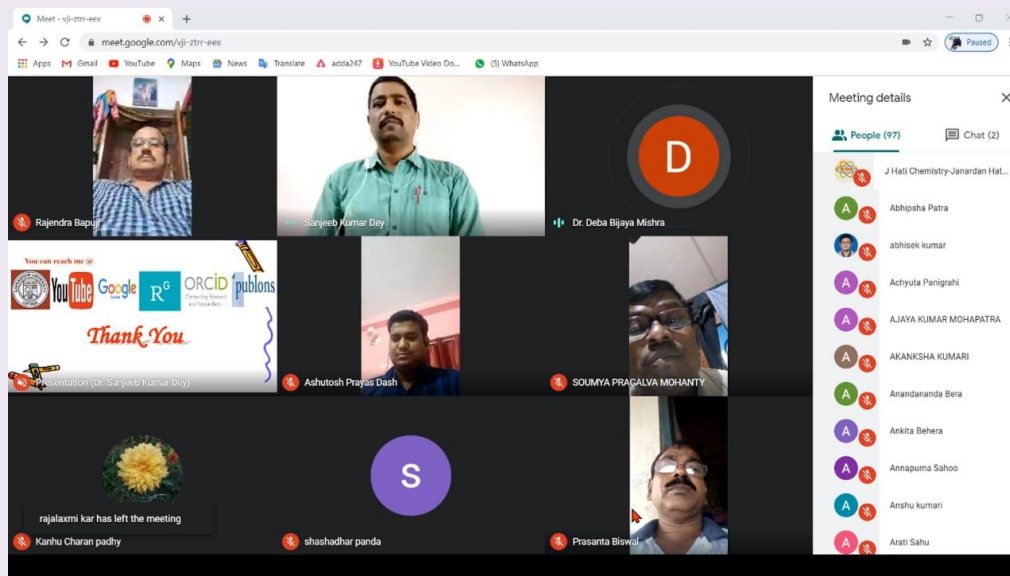 Meet - vji-ztrr-eex
meet.google.com/vji-ztrr-eex
Paused
Apps Gmail YouTube Maps News Translate adda247 YouTube Video Do... (5) WhatsApp
Rajendra Bapuji
Sanjeeb Kumar Dey
D
Dr. Deba Bijaya Mishra
You can reach me @
YouTube Google R^G ORCID publons
Connecting Research
and Researchers
Thank You
Presentation (Dr. Sanjeeb Kumar Dey)
Ashutosh Prayas Dash
SOUMYA PRAGALVA MOHANTY
rajalaxmi kar has left the meeting
Kanhu Charan padhy
S
shashadhar panda
Prasanta Biswal
Meeting details
People (97) Chat (2)
J Hati Chemistry-Janardan Hat...
A Abhipsha Patra
abhisek kumar
A Achyuta Panigrahi
A AJAYA KUMAR MOHAPATRA
A AKANKSHA KUMARI
A Anandananda Bera
A Ankita Behera
A Annapurna Sahoo
A Anshu kumari
A Arati Sahu